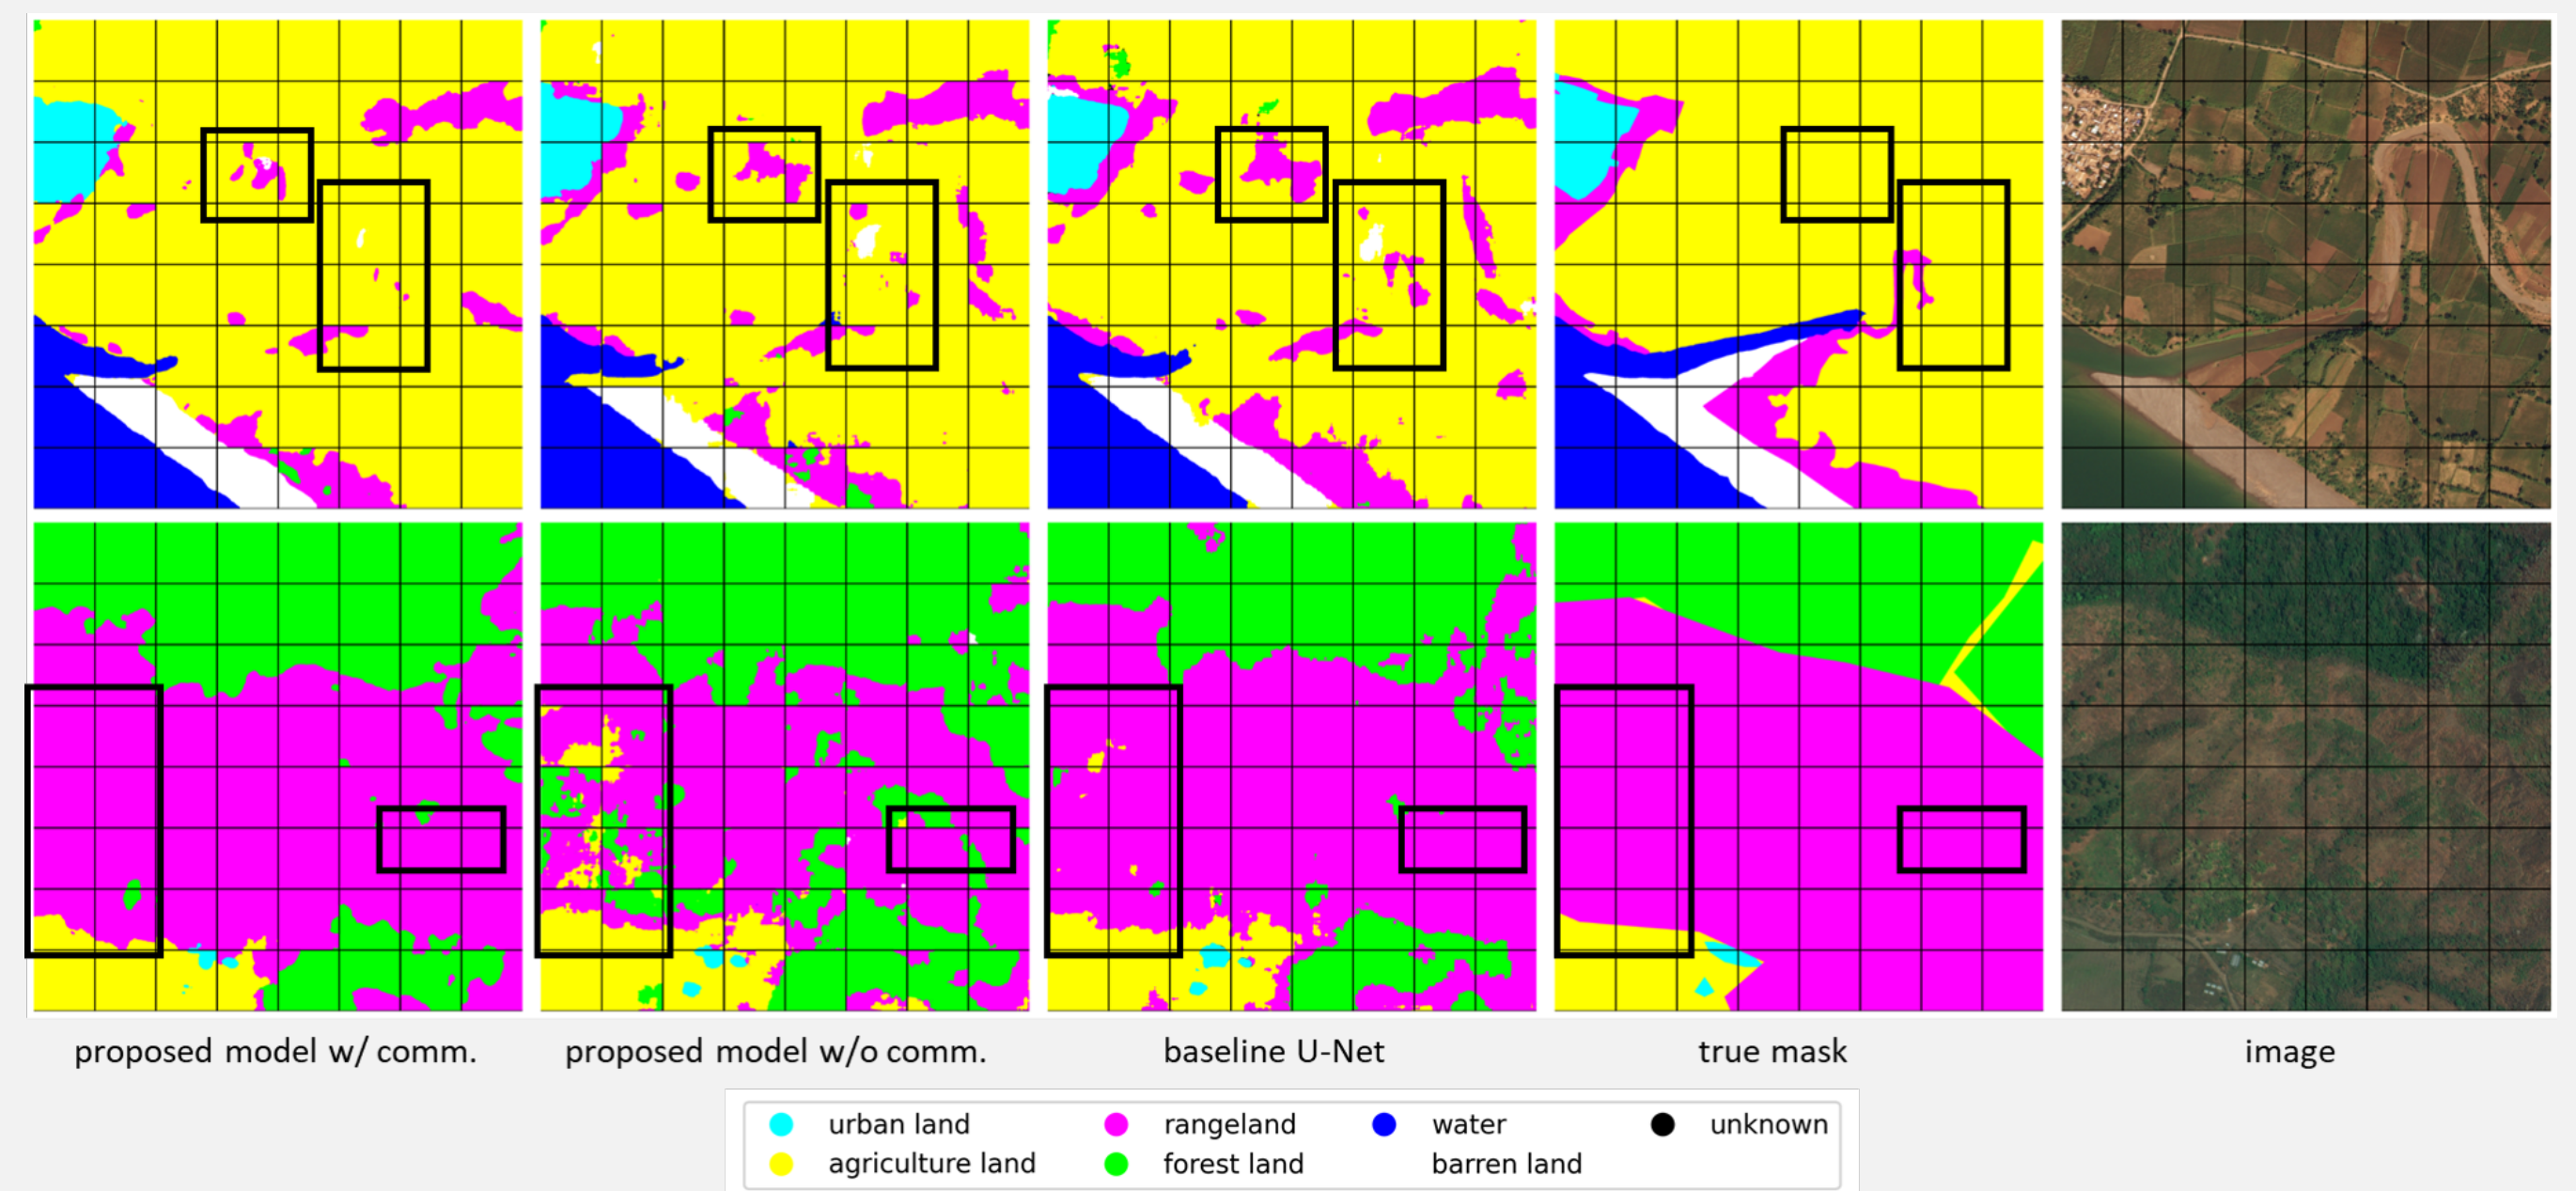 proposed model w/ comm.
proposed model w/o comm.
baseline U-Net
true mask
image
urban land
rangeland
water
unknown
agriculture land
forest land
barren land